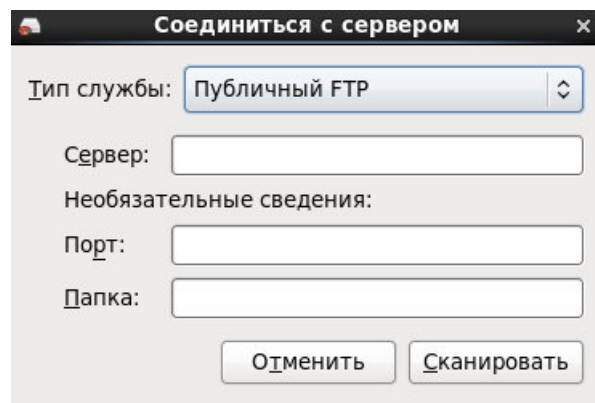 Соединиться с сервером
Тип службы: Публичный FTP
Сервер:
Необязательные сведения:
Порт:
Папка:
Отменить Сканировать